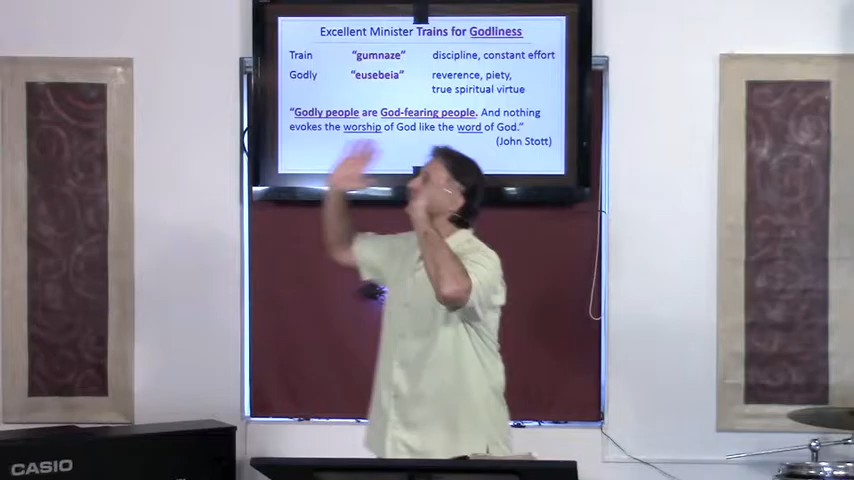 Excellent Minister Trains for Godliness
Train "gumnaze" discipline, constant effort
Godly "eusebeia" reverence, piety,
true spiritual virtue
"Godly people are God-fearing people. And nothing
evokes the worship of God like the word of God."
(John Stott)
CASIO